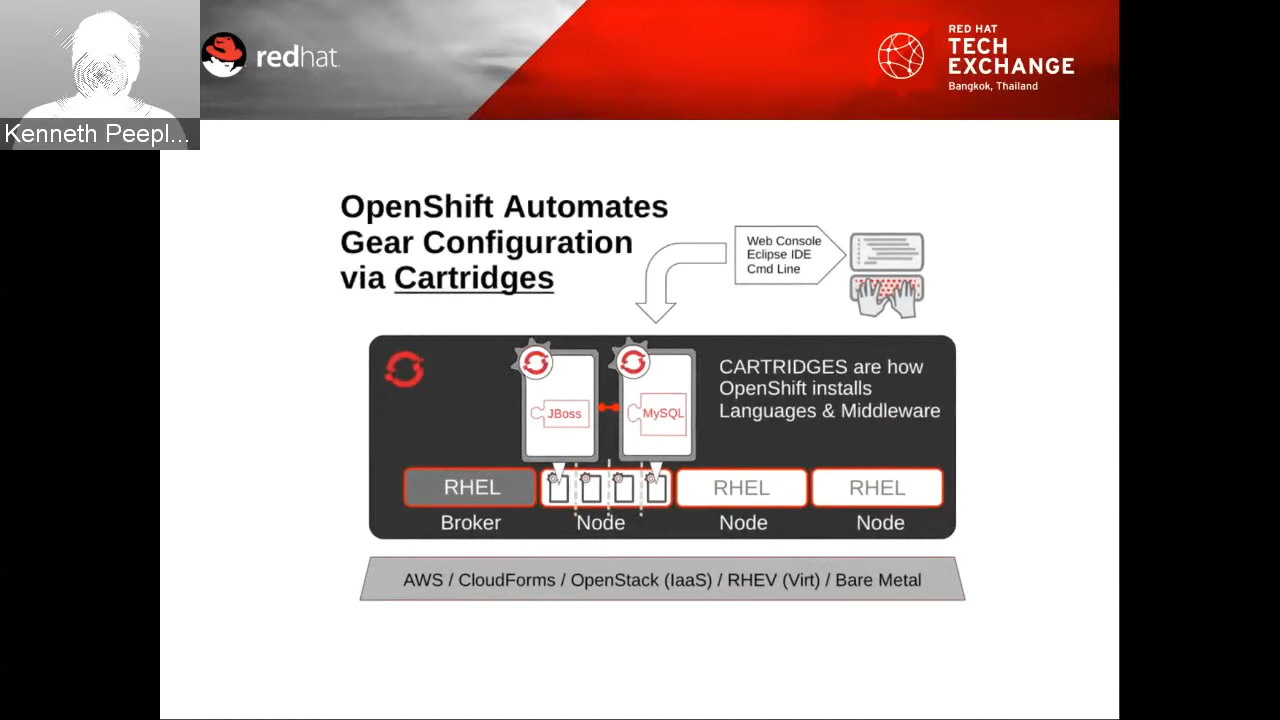 Kenneth Peepl...
redhat.
RED HAT
TECH
EXCHANGE
Bangkok, Thailand
OpenShift Automates
Gear Configuration
via Cartridges
Web Console
Eclipse IDE
Cmd Line
CARTRIDGES are how
OpenShift installs
Languages & Middleware
JBoss
MySQL
RHEL
RHEL
RHEL
Broker
Node
Node
Node
AWS / CloudForms / OpenStack (IaaS) / RHEV (Virt) / Bare Metal